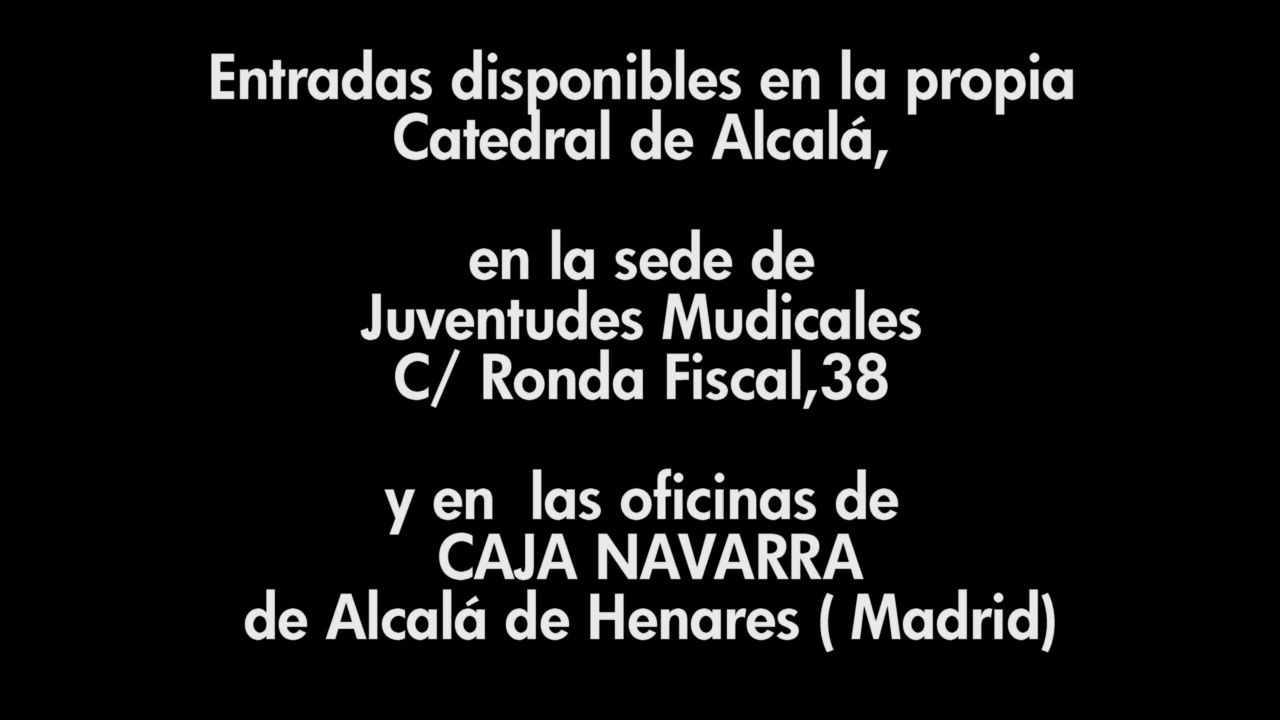 Entradas disponibles en la propia
Catedral de Alcalá,
en la sede de
Juventudes Mudicales
C/ Ronda Fiscal,38
y en  las oficinas de
CAJA NAVARRA
de Alcalá de Henares ( Madrid)